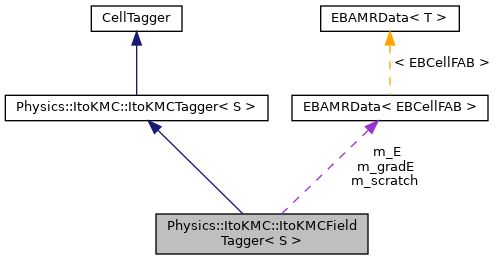 CellTagger
EBAMRData< T >
< EBCellFAB >
Physics::ItoKMC::ItoKMCTagger< S >
EBAMRData< EBCellFAB >
m_E
m_gradE
m_scratch
Physics::ItoKMC::ItoKMCField
Tagger< S >